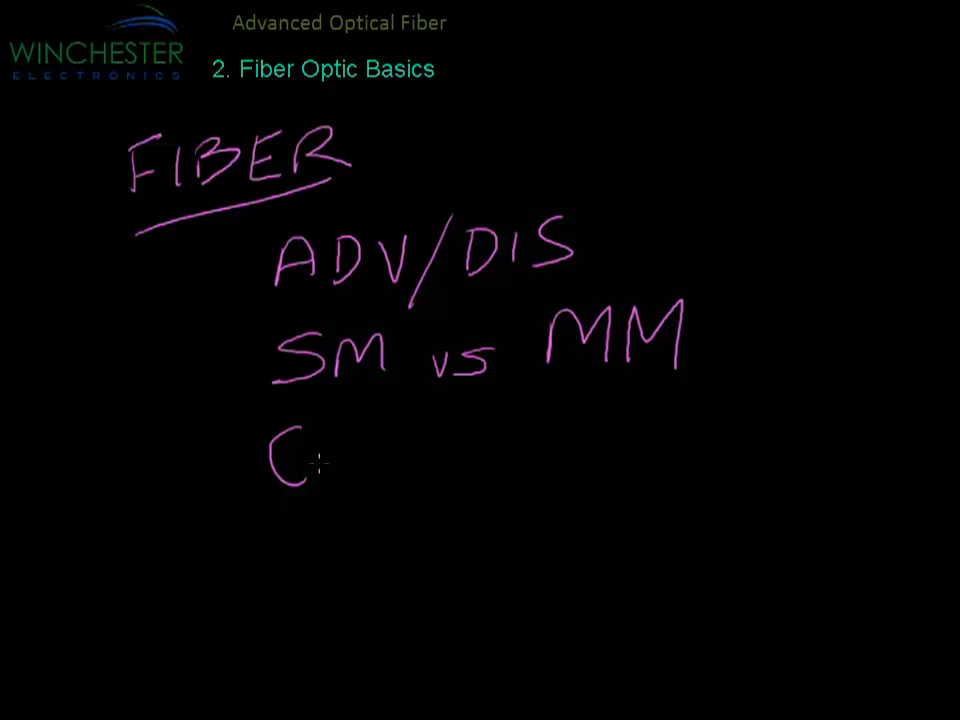 Advanced Optical Fiber
WINCHESTER
ELECTRONICS
2. Fiber Optic Basics
FIBER
ADV/DIS
SM vs MM
C